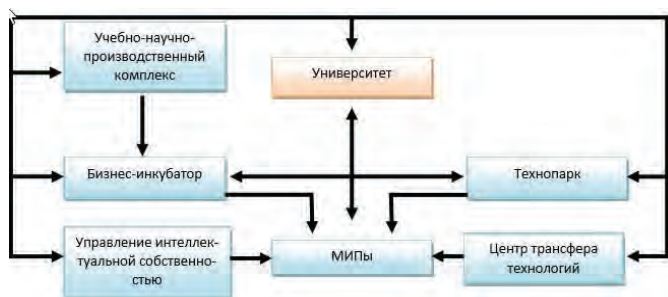 Учебно-научно-
производственный
комплекс
Университет
Бизнес-инкубатор
Технопарк
Управление интеллек-
туальной собственно-
стью
МИПы
Центр трансфера
технологий